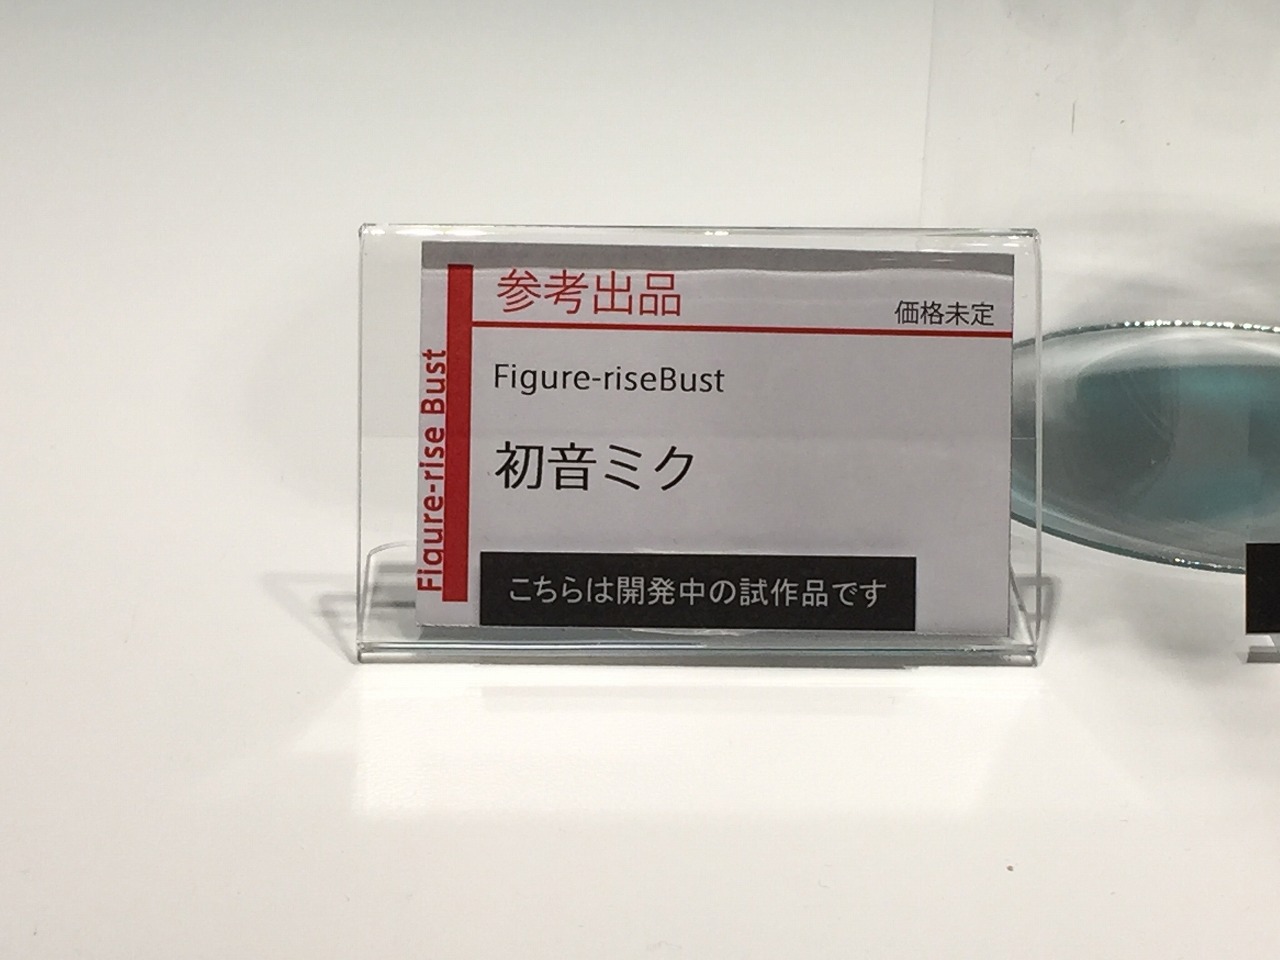 参考出品
価格未定
Figure-rise Bust
Figure-riseBust
初音ミク
こちらは開発中の試作品です